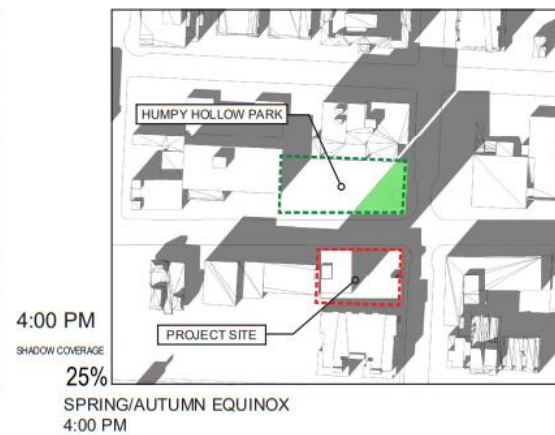 HUMPY HOLLOW PARK
PROJECT SITE
4:00 PM
SHADOW COVERAGE
25%
SPRING/AUTUMN EQUINOX
4:00 PM